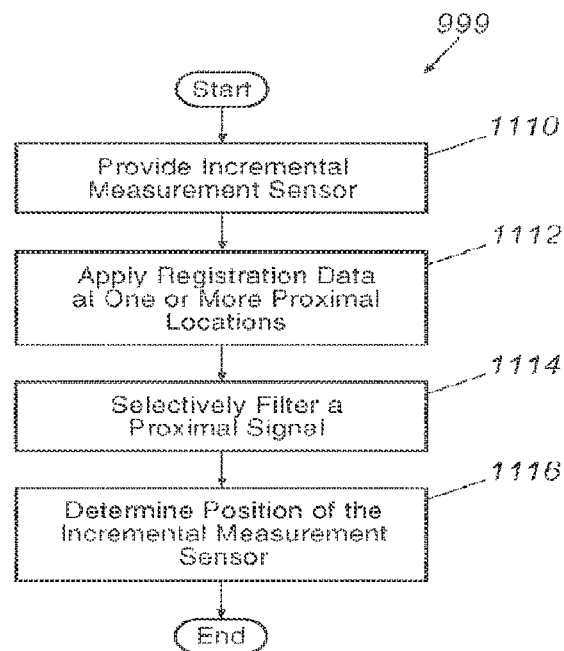 999
Start
1110
Provide Incremental
Measurement Sensor
1112
Apply Registration Data
at One or More Proximal
Locations
1114
Selectively Filter a
Proximal Signal
1116
Determine Position of the
Incremental Measurement
Sensor
End